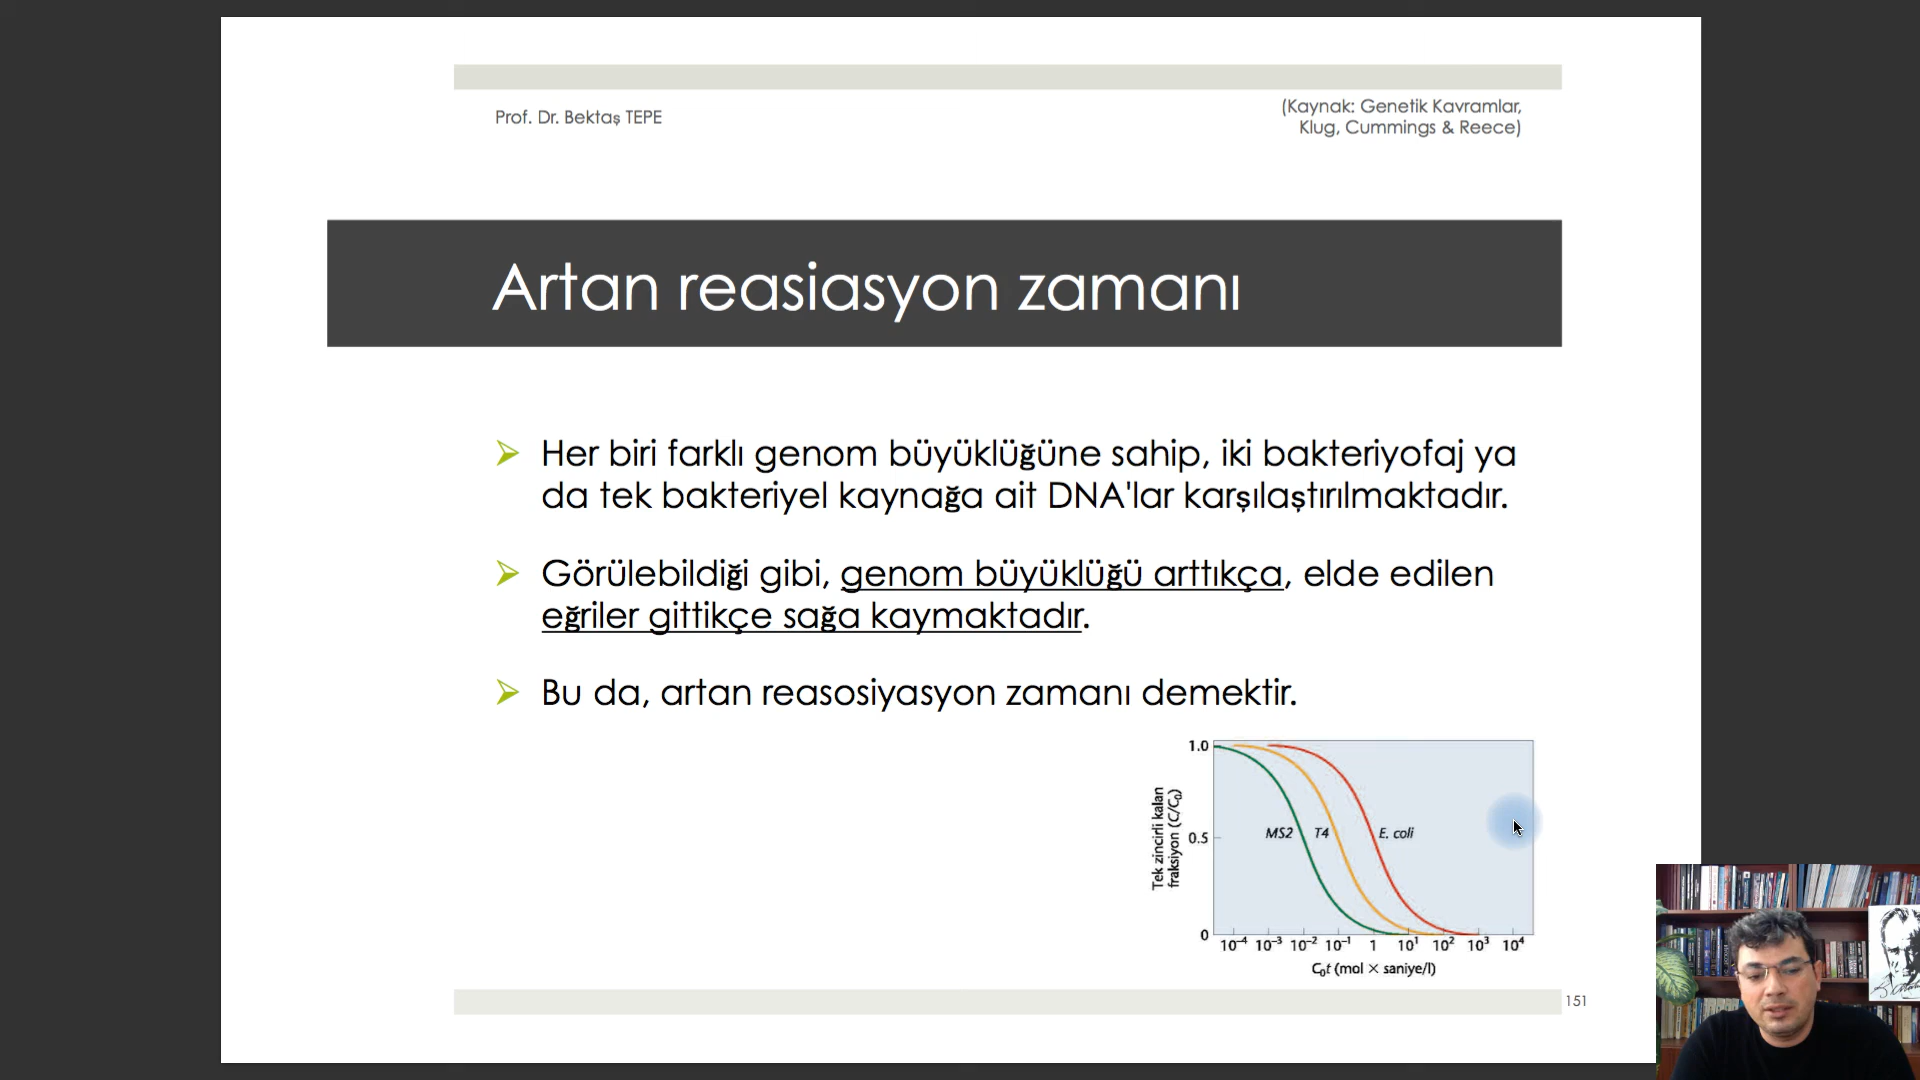 Prof. Dr. Bektaş TEPE
(Kaynak: Genetik Kavramlar,
Klug, Cummings & Reece)
Artan reasiasyon zamanı
Her biri farklı genom büyüklüğüne sahip, iki bakteriyofaj ya
da tek bakteriyel kaynağa ait DNA'lar karşılaştırılmaktadır.
Görülebildiği gibi, genom büyüklüğü arttıkça, elde edilen
eğriler gittikçe sağa kaymaktadır.
Bu da, artan reasosiyasyon zamanı demektir.
Tek zincirli kalan
fraksiyon (C/C₀)
1.0
0.5
0
MS2 T4 E. coli
10⁻⁴ 10⁻³ 10⁻² 10⁻¹ 1 10¹ 10² 10³ 10⁴
C₀t (mol × saniye/l)
151